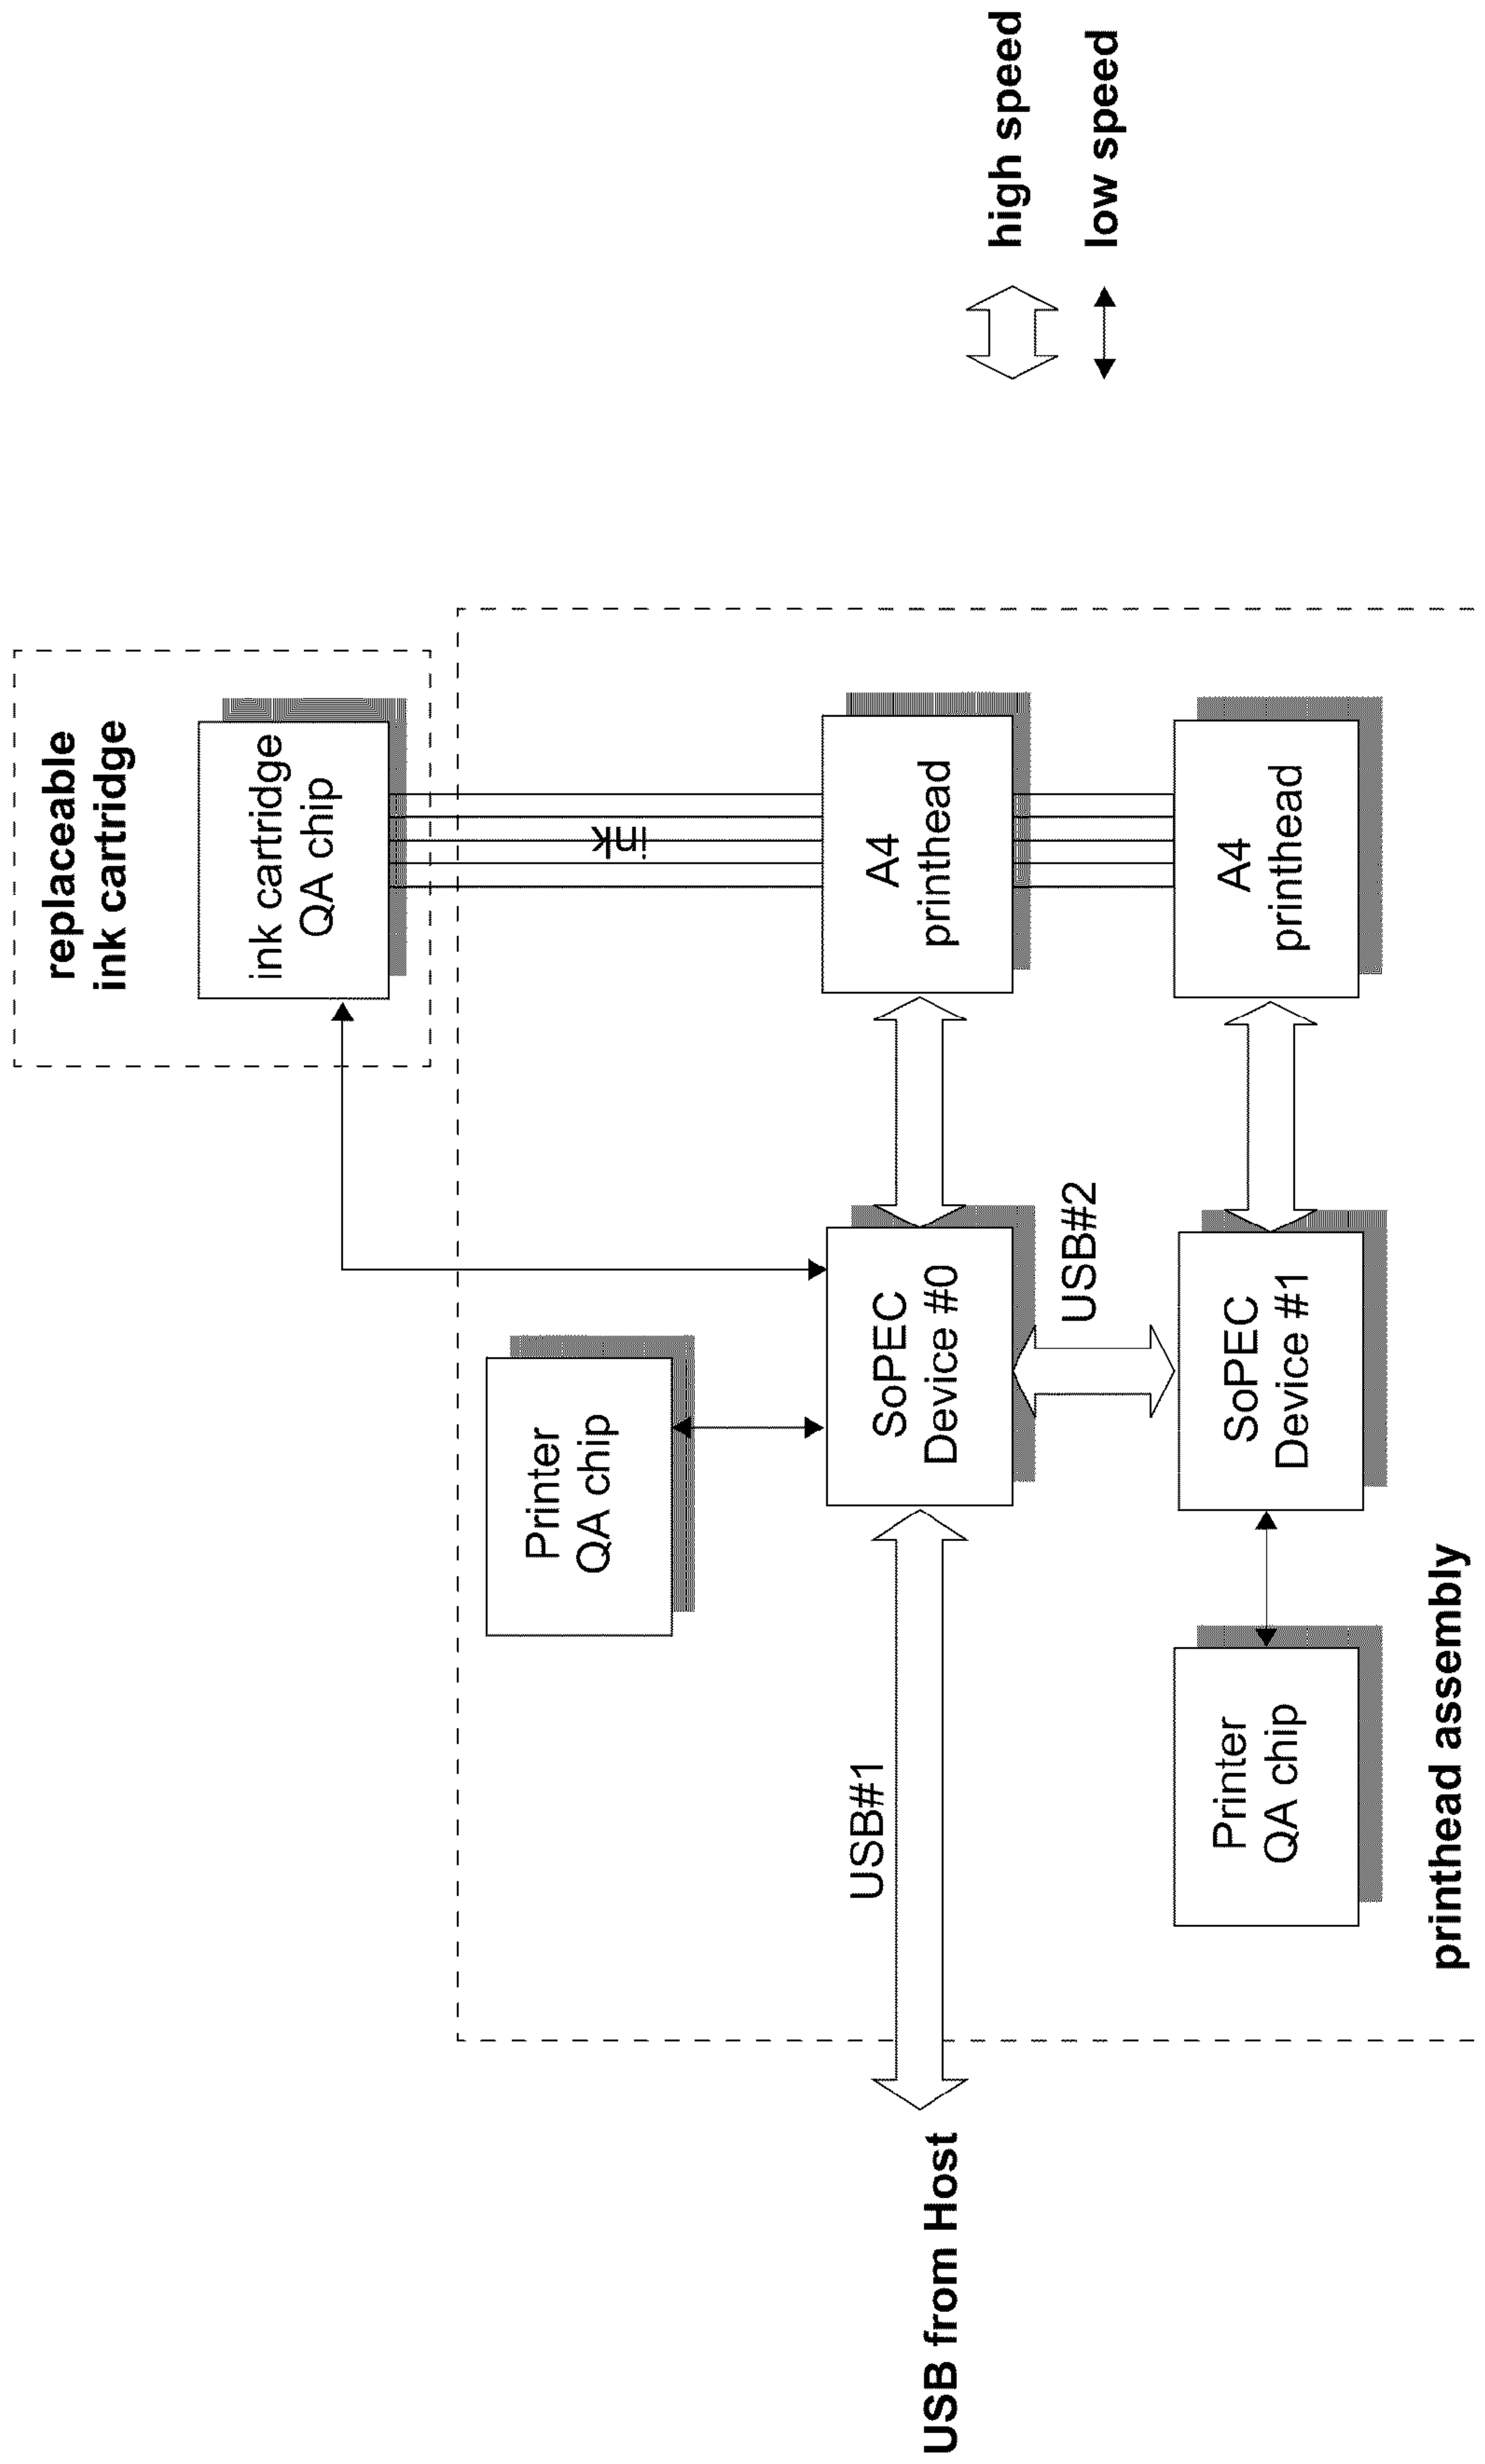 replaceable
ink cartridge
ink cartridge
QA chip
Printer
QA chip
ink
USB#1
SoPEC
Device #0
A4
printhead
USB from Host
high speed
USB#2
low speed
Printer
QA chip
SoPEC
Device #1
A4
printhead
printhead assembly